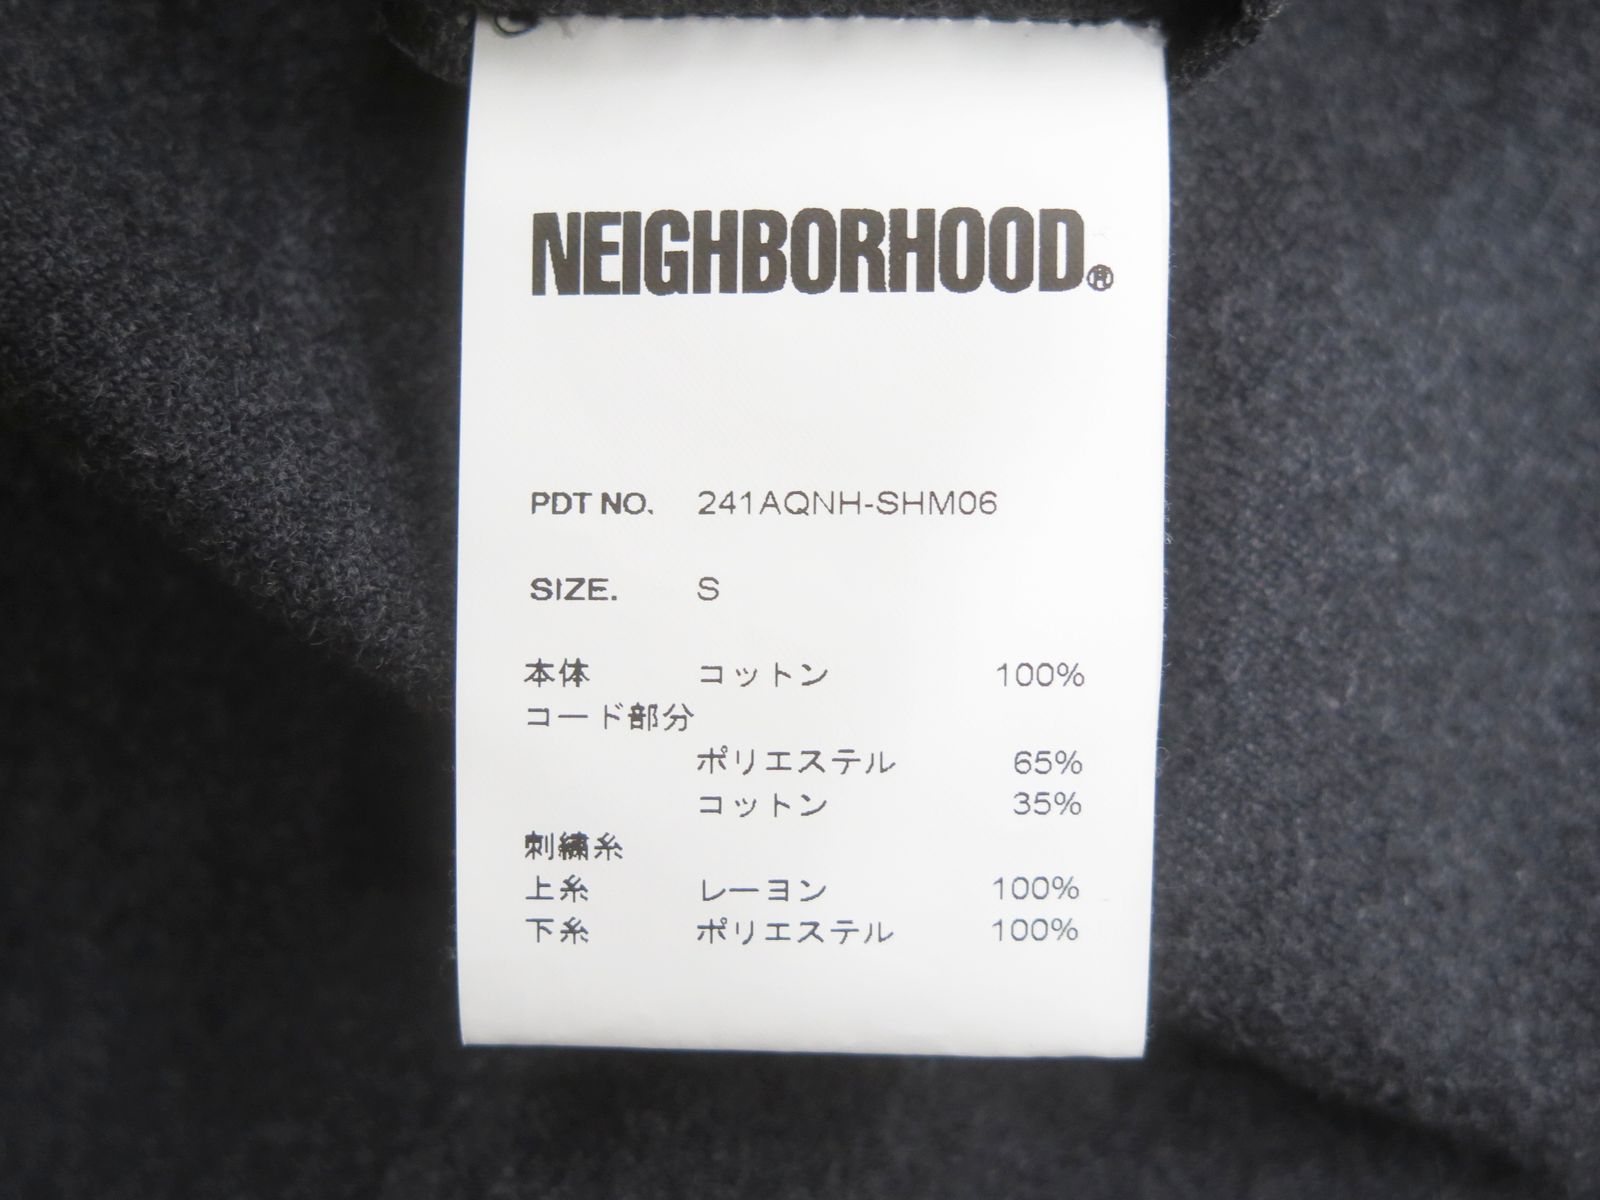 NEIGHBORHOOD®
PDT NO. 241AQNH-SHM06
SIZE. S
本体 コットン 100%
コード部分
ポリエステル 65%
コットン 35%
刺繍糸
上糸 レーヨン 100%
下糸 ポリエステル 100%